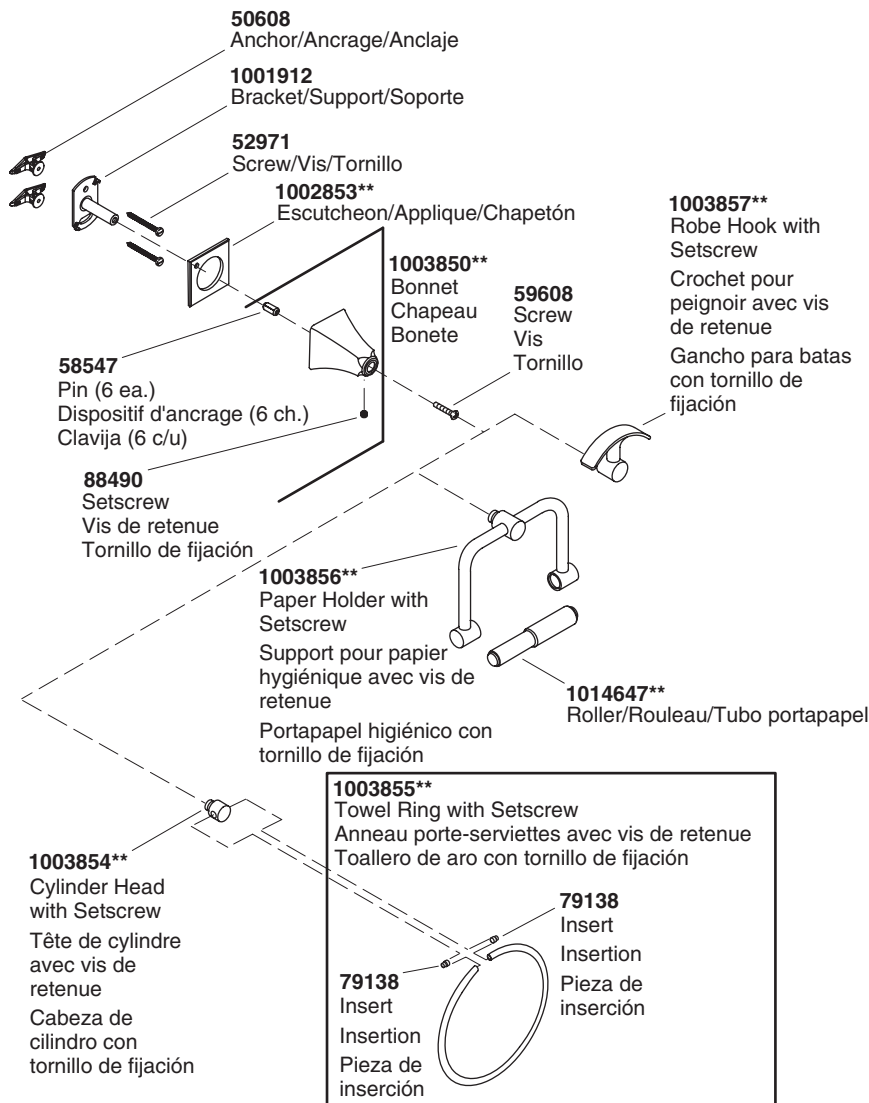 50608
Anchor/Ancrage/Anclaje
1001912
Bracket/Support/Soporte
52971
Screw/Vis/Tornillo
1002853**
Escutcheon/Applique/Chapetón
1003850**
Bonnet
Chapeau
Bonete
59608
Screw
Vis
Tornillo
1003857**
Robe Hook with
Setscrew
Crochet pour
peignoir avec vis
de retenue
Gancho para batas
con tornillo de
fijación
58547
Pin (6 ea.)
Dispositif d'ancrage (6 ch.)
Clavija (6 c/u)
88490
Setscrew
Vis de retenue
Tornillo de fijación
1003856**
Paper Holder with
Setscrew
Support pour papier
hygiénique avec vis de
retenue
Portapapel higiénico con
tornillo de fijación
1014647**
Roller/Rouleau/Tubo portapapel
1003855**
Towel Ring with Setscrew
Anneau porte-serviettes avec vis de retenue
Toallero de aro con tornillo de fijación
1003854**
Cylinder Head
with Setscrew
Tête de cylindre
avec vis de
retenue
Cabeza de
cilindro con
tornillo de fijación
79138
Insert
Insertion
Pieza de
inserción
79138
Insert
Insertion
Pieza de
inserción